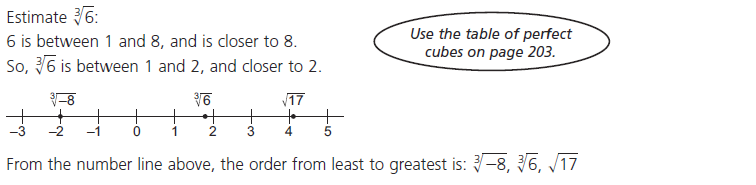 Estimate ∛6:
6 is between 1 and 8, and is closer to 8.
So, ∛6 is between 1 and 2, and closer to 2.
Use the table of perfect
cubes on page 203.
∛−8 ∛6 √17
−3 −2 −1 0 1 2 3 4 5
From the number line above, the order from least to greatest is: ∛−8, ∛6, √17